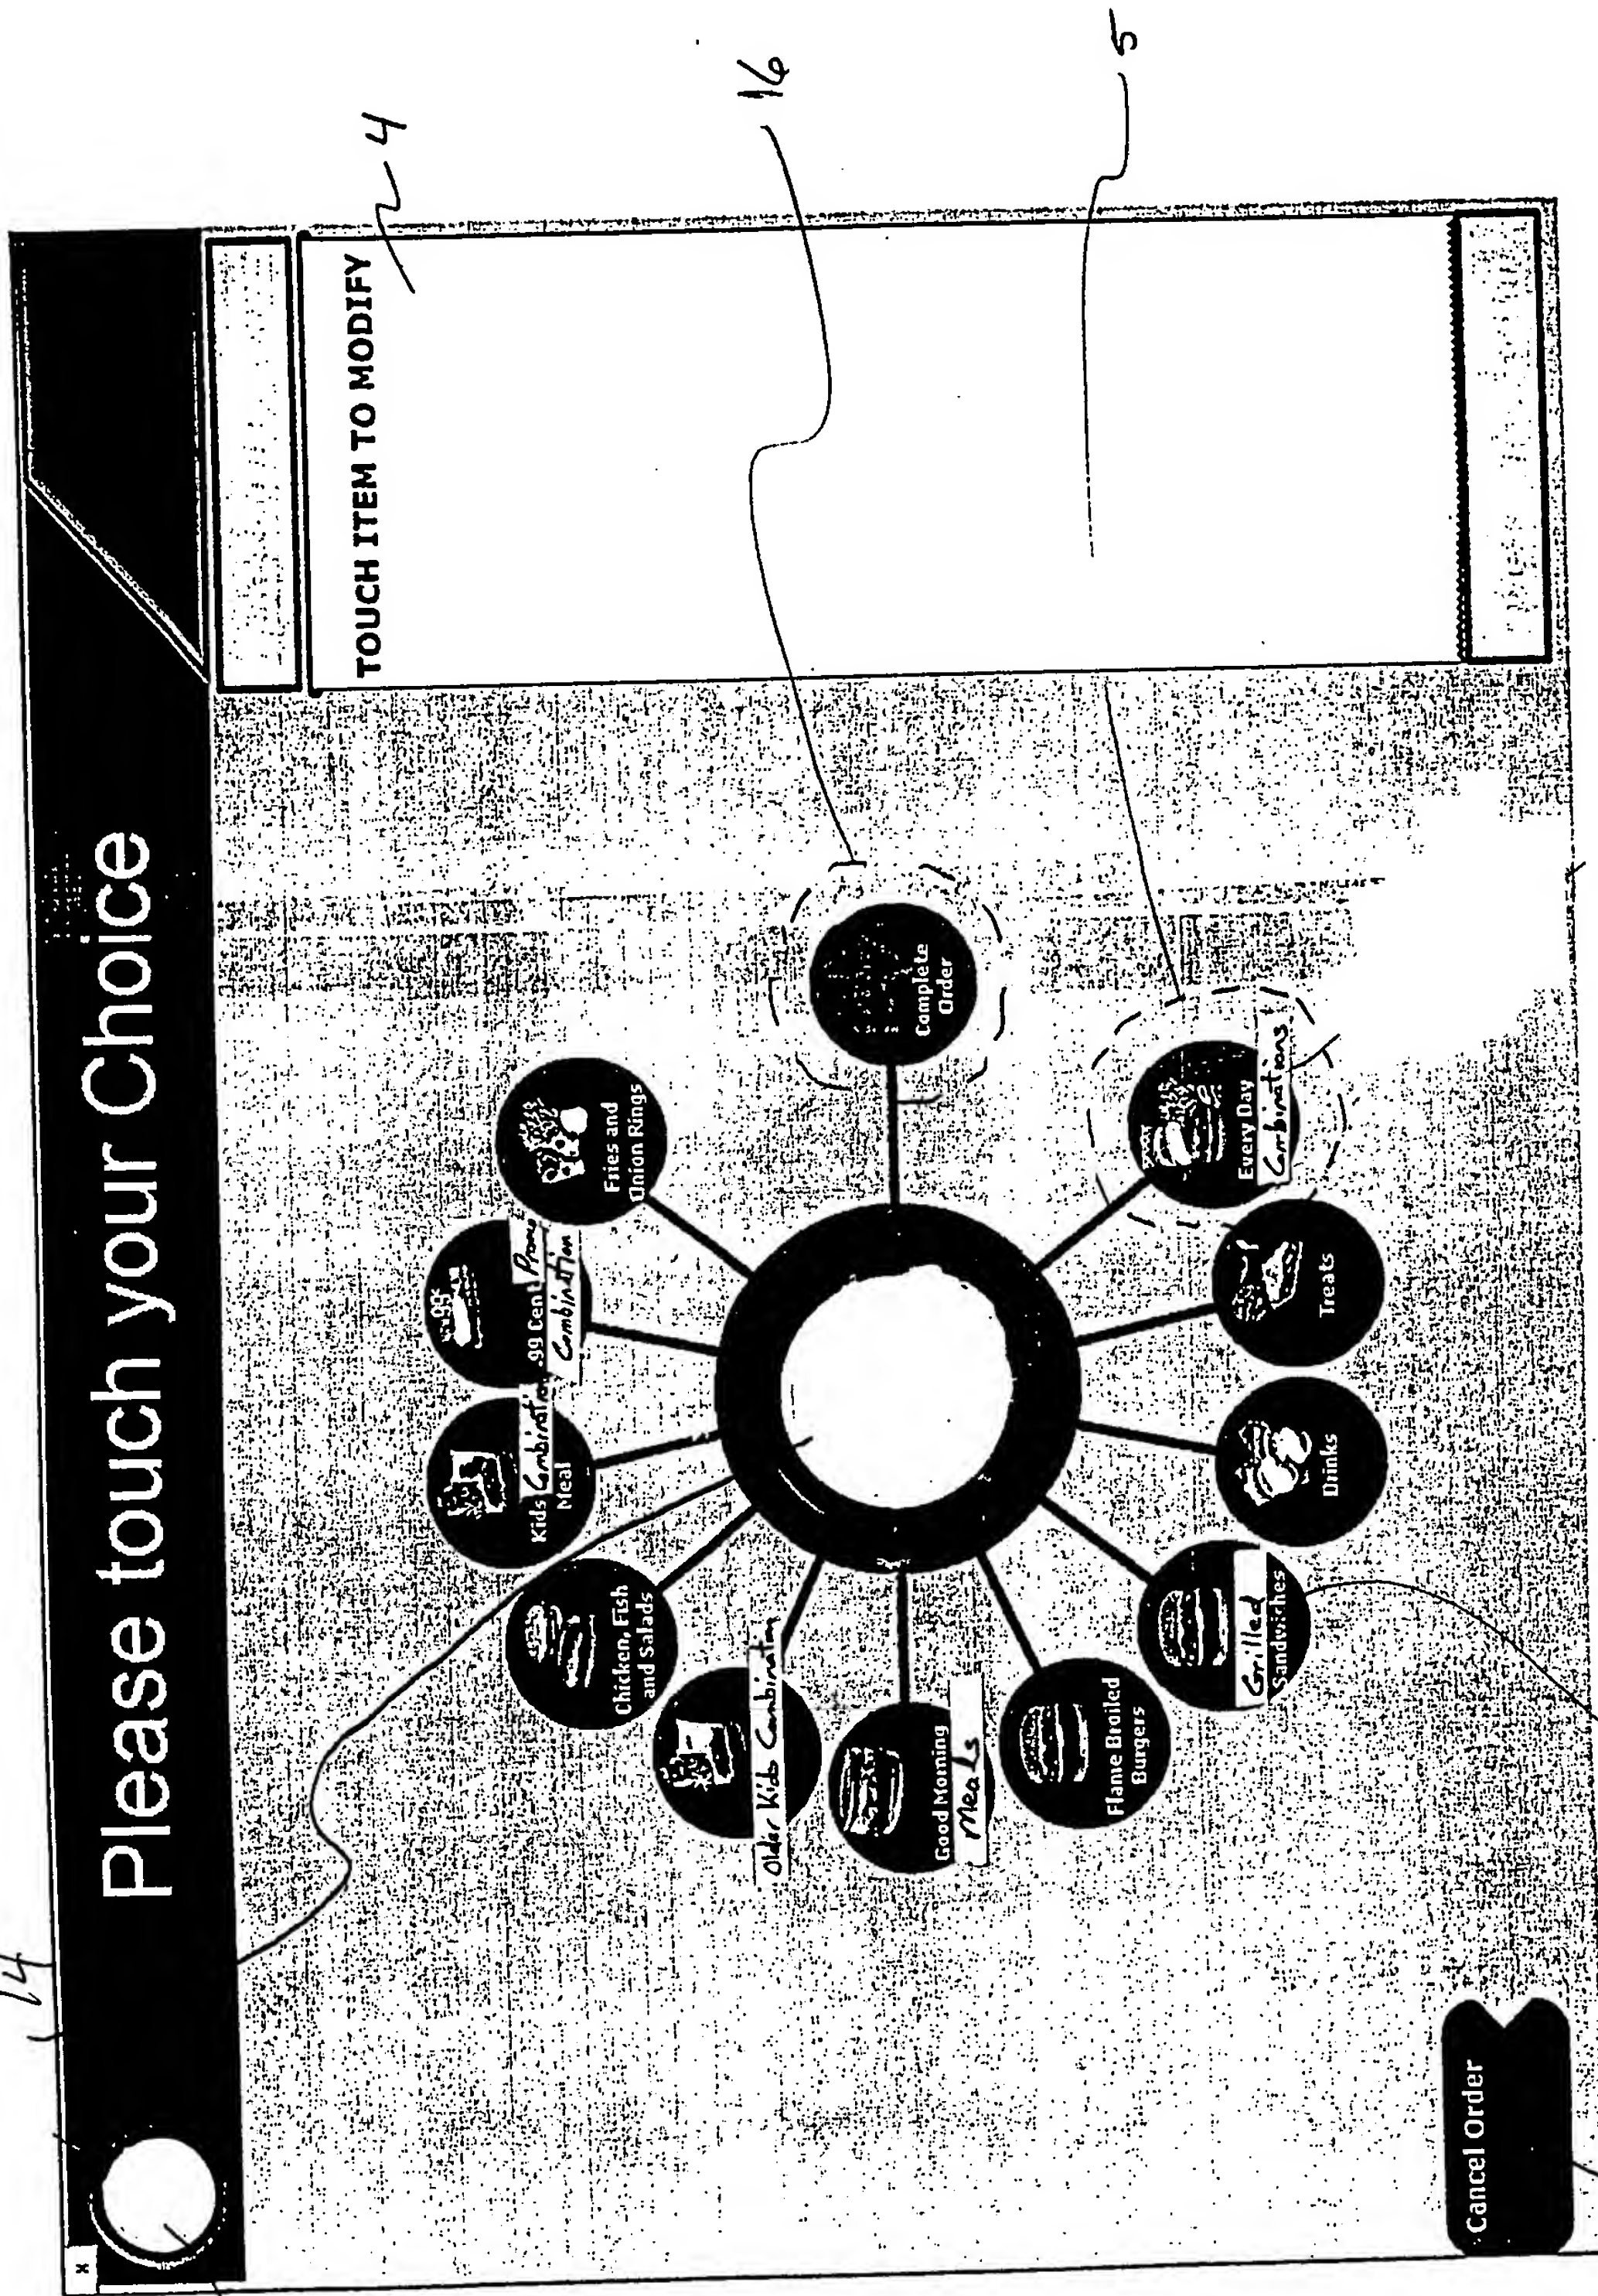 14
Please touch your Choice
x
4
TOUCH ITEM TO MODIFY
16
5
Kids Combination
Meal
.99¢
.99 Cent Promo
Combination
Fries and
Onion Rings
Chicken, Fish
and Salads
Older Kids Combination
Complete
Order
Good Morning
Meals
Flame Broiled
Burgers
Grilled
Sandwiches
Drinks
Treats
Every Day
Combinations
Cancel Order